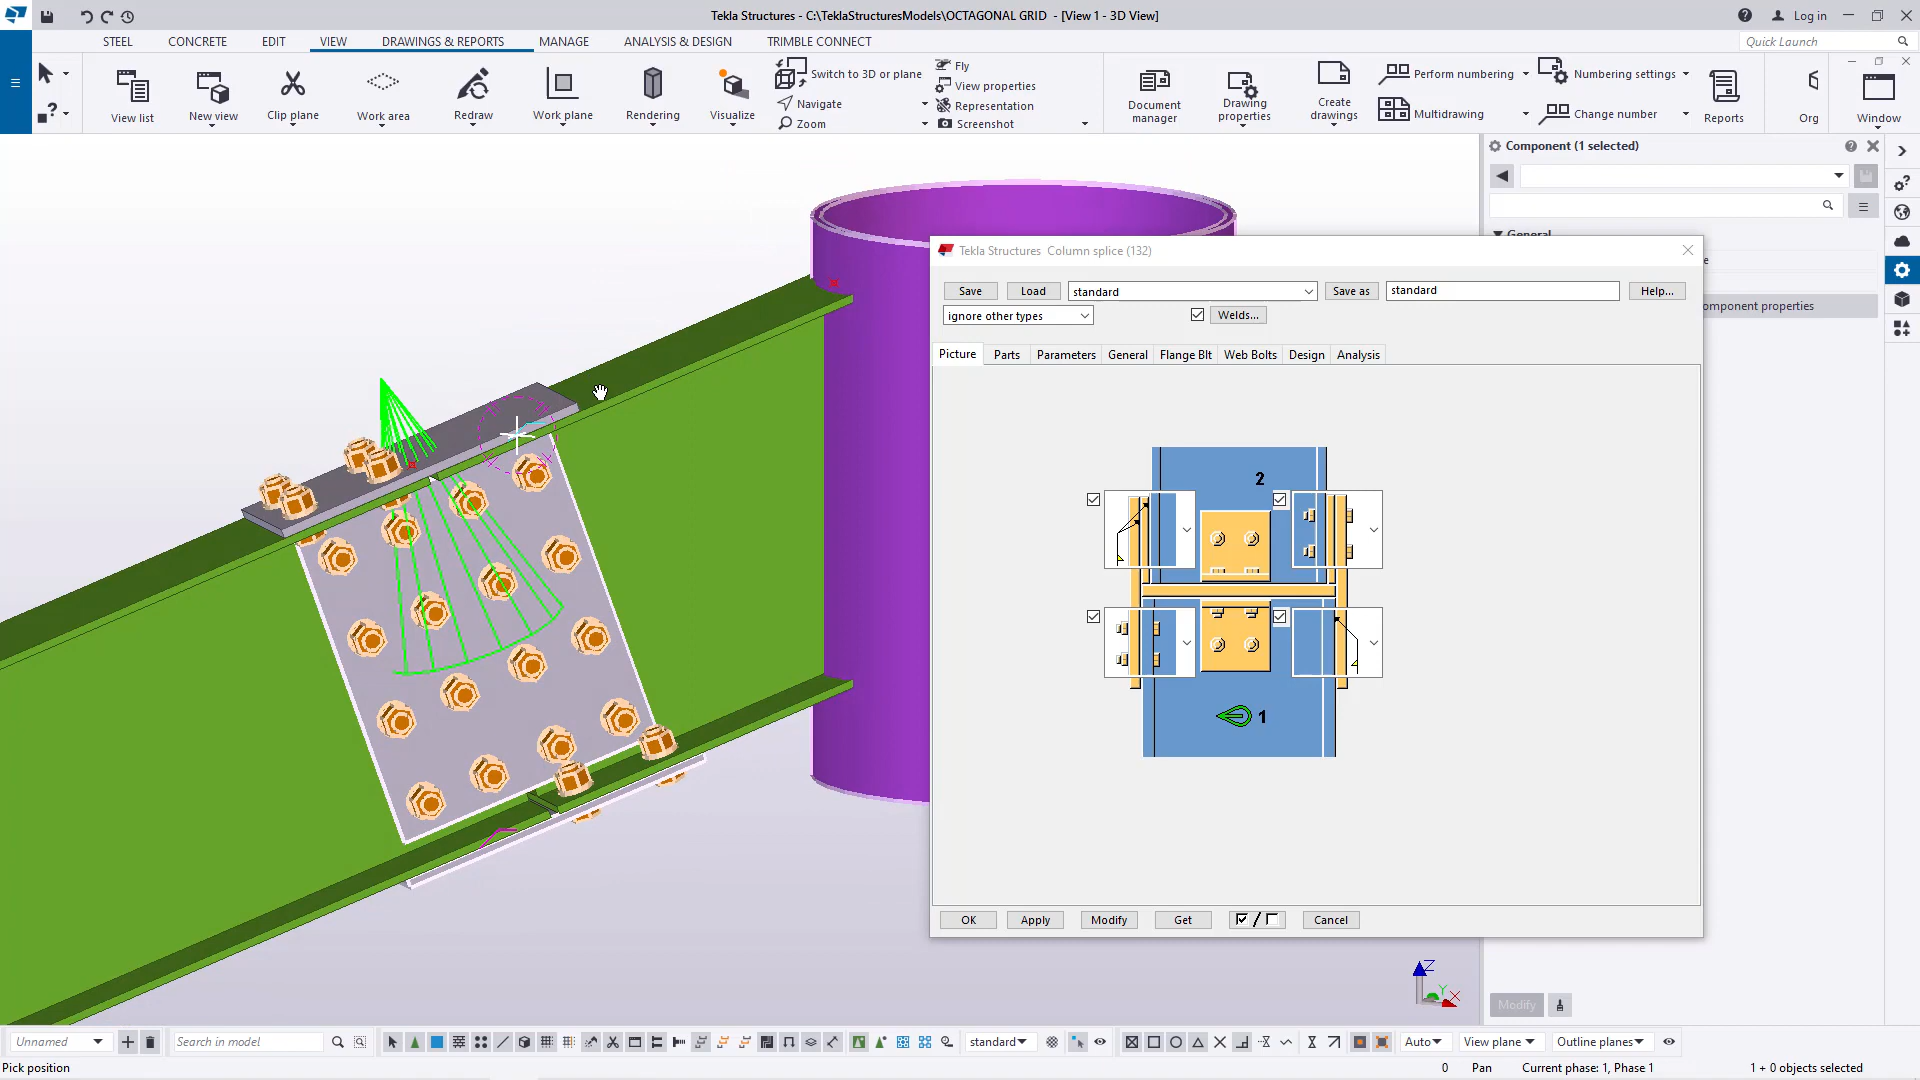 Tekla Structures - C:\TeklaStructuresModels\OCTAGONAL GRID - [View 1 - 3D View]
Log in
STEEL CONCRETE EDIT VIEW DRAWINGS & REPORTS MANAGE ANALYSIS & DESIGN TRIMBLE CONNECT
Quick Launch
View list
New view
Clip plane
Work area
Redraw
Work plane
Rendering
Visualize
Switch to 3D or plane
Navigate
Zoom
Fly
View properties
Representation
Screenshot
Document manager
Drawing properties
Create drawings
Perform numbering
Multidrawing
Numbering settings
Change number
Reports
Org
Window
Component (1 selected)
General
e
omponent properties
Tekla Structures Column splice (132)
Save Load standard Save as standard Help...
ignore other types Welds...
Picture Parts Parameters General Flange Blt Web Bolts Design Analysis
2
1
OK Apply Modify Get / Cancel
Z
Y
X
Modify
Unnamed Search in model standard Auto View plane Outline planes
Pick position 0 Pan Current phase: 1, Phase 1 1 + 0 objects selected